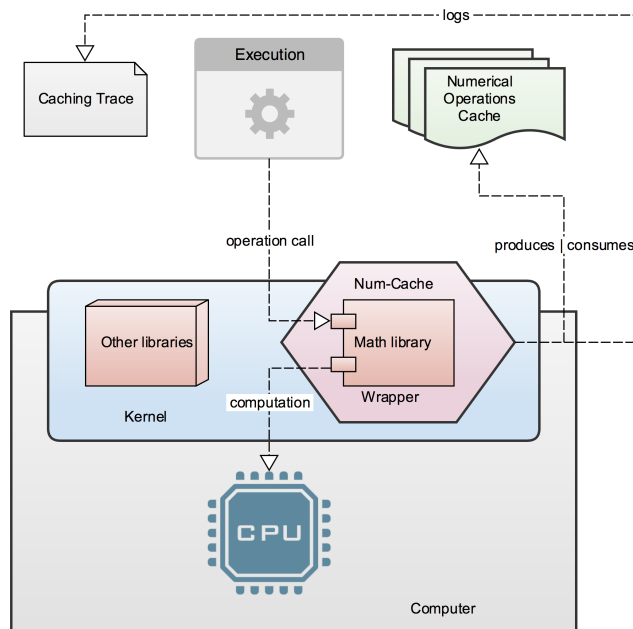 logs
Execution
Caching Trace
Numerical
Operations
Cache
operation call
produces | consumes
Num-Cache
Other libraries
Math library
Wrapper
computation
Kernel
CPU
Computer